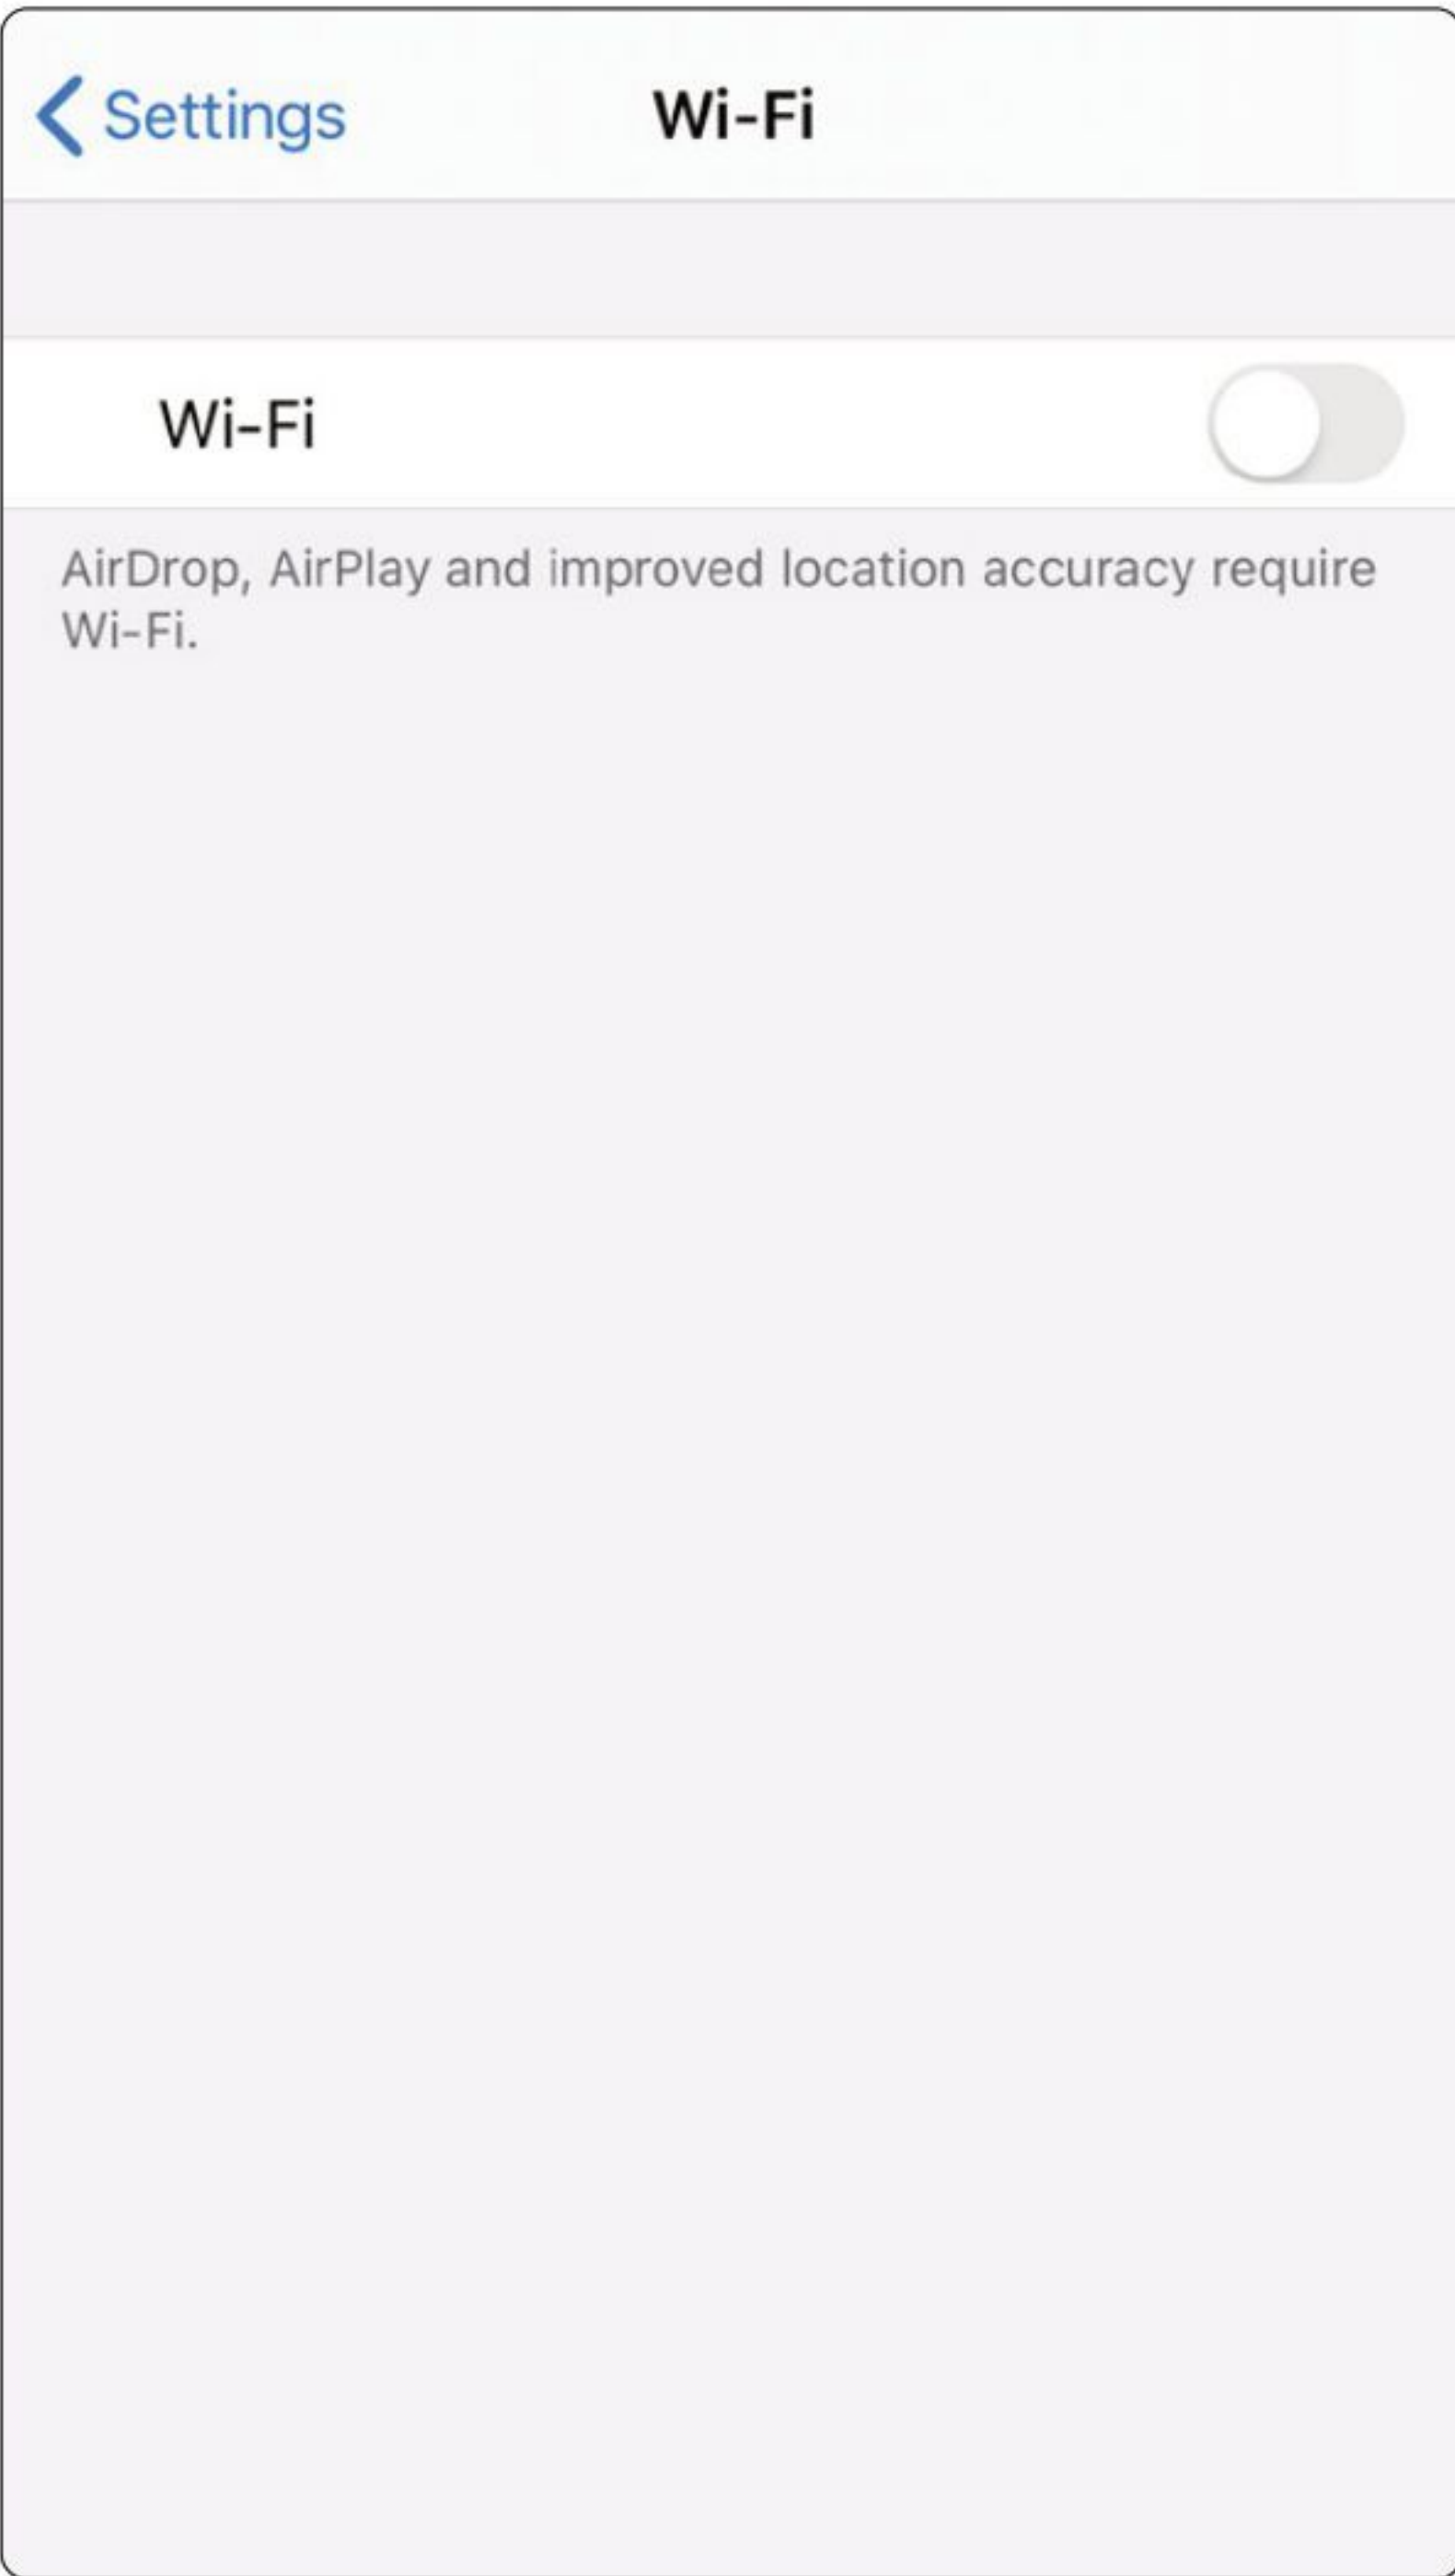 Settings
Wi-Fi
Wi-Fi
AirDrop, AirPlay and improved location accuracy require
Wi-Fi.